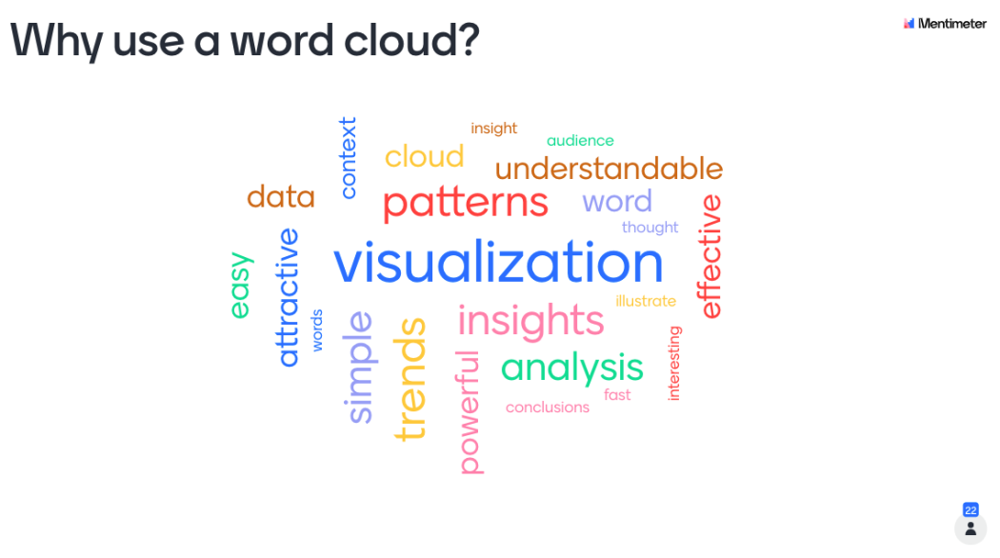 Why use a word cloud?
Mentimeter
insight
audience
context
cloud
understandable
data
patterns
word
thought
effective
easy
attractive
visualization
words
illustrate
simple
trends
insights
interesting
powerful
analysis
fast
conclusions
22